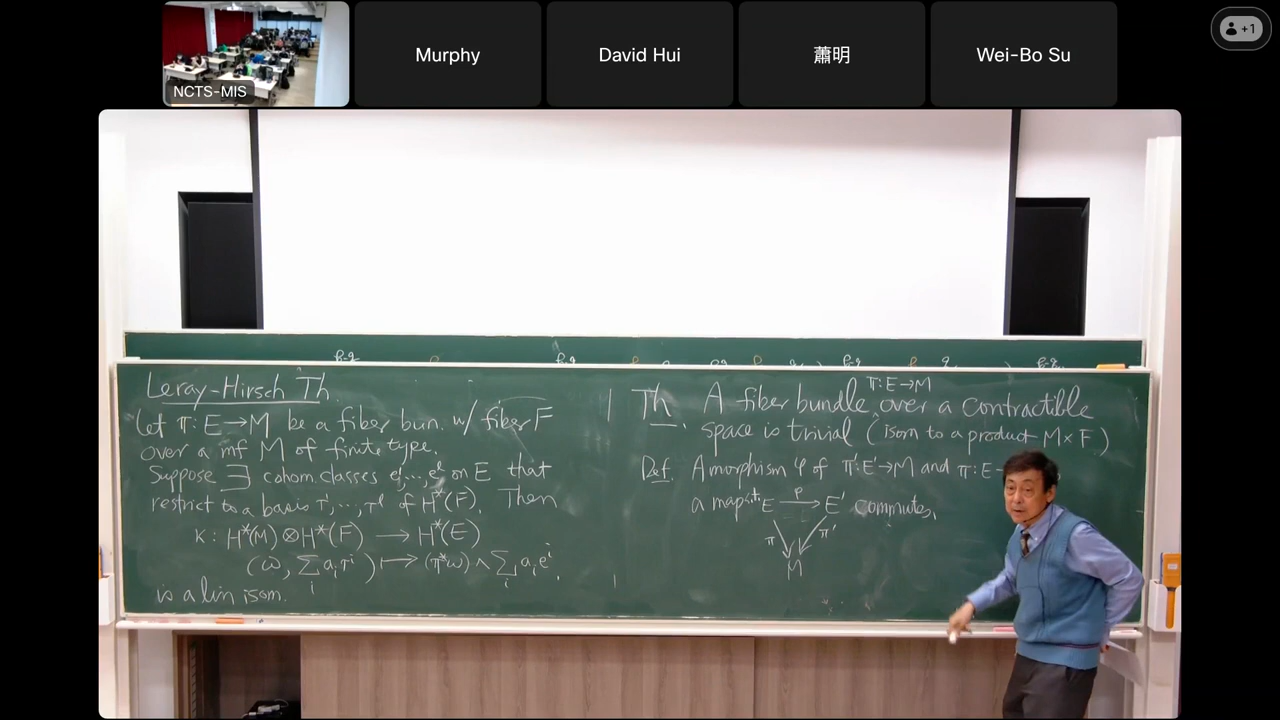 NCTS-MIS
Murphy
David Hui
蕭明
Wei-Bo Su
+1
Leray-Hirsch Th.
Let π: E→M be a fiber bun. w/ fiber F
over a mf M of finite type.
Suppose ∃ cohom. classes e¹,...,eˡ on E that
restrict to a basis τ¹,...,τˡ of H*(F). Then
κ: H*(M)⊗H*(F) → H*(E)
(ω, Σᵢ aᵢτⁱ) ↦ (π*ω) ∧ Σᵢ aᵢeⁱ.
is a lin isom.
Th. A fiber bundle π: E→M over a contractible
space is trivial (isom to a product M×F)
Def. A morphism φ of π': E'→M and π: E→
a map s.t. E → E' commutes.
π π'
M